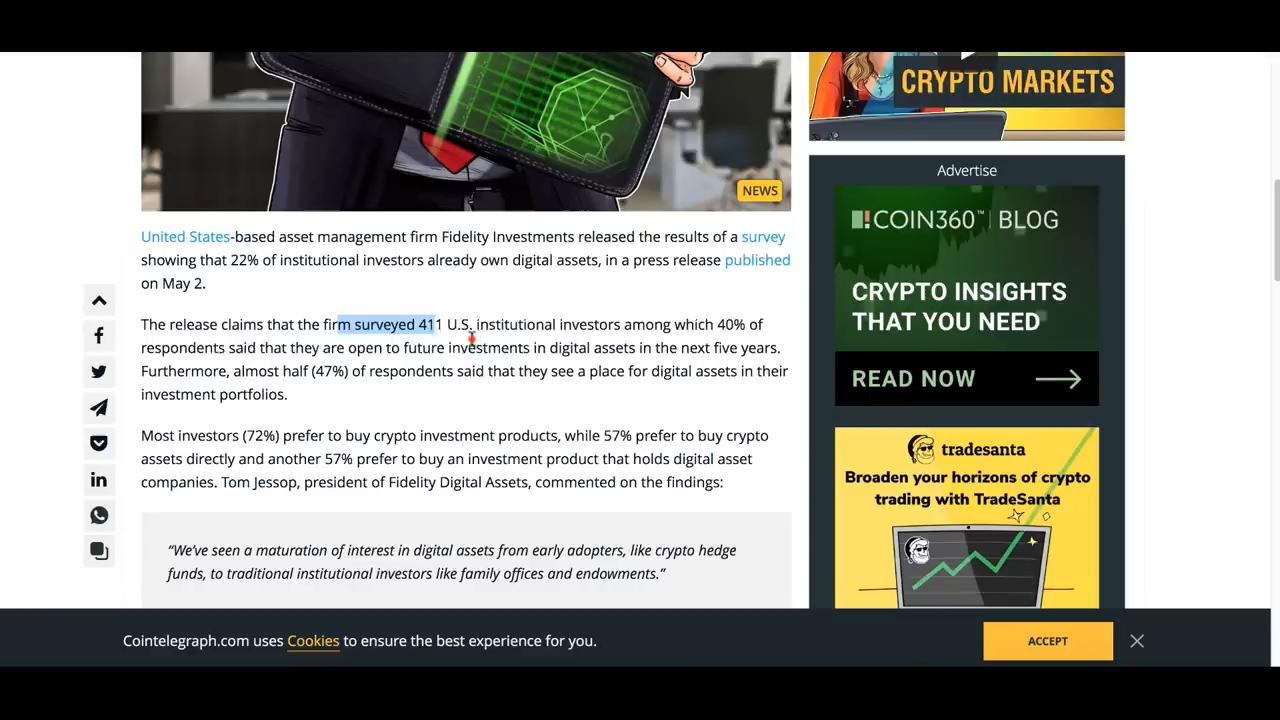 CRYPTO MARKETS
NEWS
Advertise
COIN360™ BLOG
CRYPTO INSIGHTS
THAT YOU NEED
READ NOW
United States-based asset management firm Fidelity Investments released the results of a survey
showing that 22% of institutional investors already own digital assets, in a press release published
on May 2.
The release claims that the firm surveyed 411 U.S. institutional investors among which 40% of
respondents said that they are open to future investments in digital assets in the next five years.
Furthermore, almost half (47%) of respondents said that they see a place for digital assets in their
investment portfolios.
Most investors (72%) prefer to buy crypto investment products, while 57% prefer to buy crypto
assets directly and another 57% prefer to buy an investment product that holds digital asset
companies. Tom Jessop, president of Fidelity Digital Assets, commented on the findings:
“We’ve seen a maturation of interest in digital assets from early adopters, like crypto hedge
funds, to traditional institutional investors like family offices and endowments.”
tradesanta
Broaden your horizons of crypto
trading with TradeSanta
Cointelegraph.com uses Cookies to ensure the best experience for you.
ACCEPT